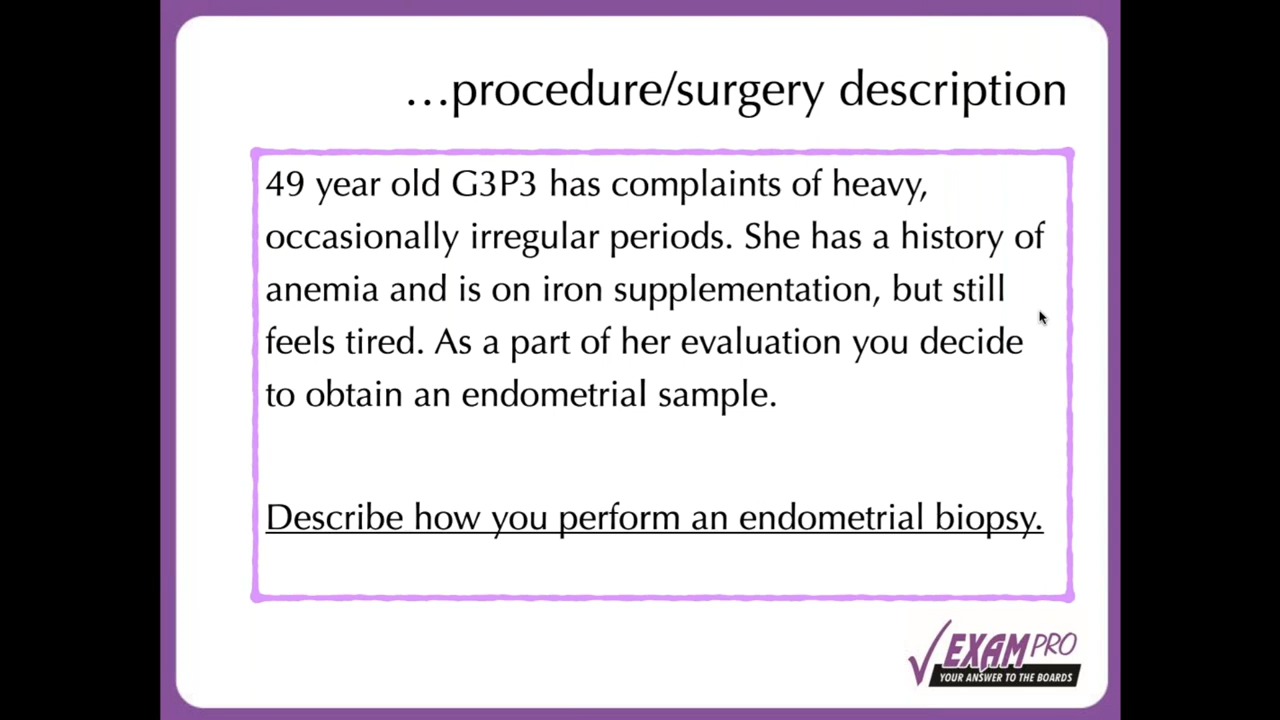 ...procedure/surgery description
49 year old G3P3 has complaints of heavy,
occasionally irregular periods. She has a history of
anemia and is on iron supplementation, but still
feels tired. As a part of her evaluation you decide
to obtain an endometrial sample.
Describe how you perform an endometrial biopsy.
EXAM PRO
YOUR ANSWER TO THE BOARDS